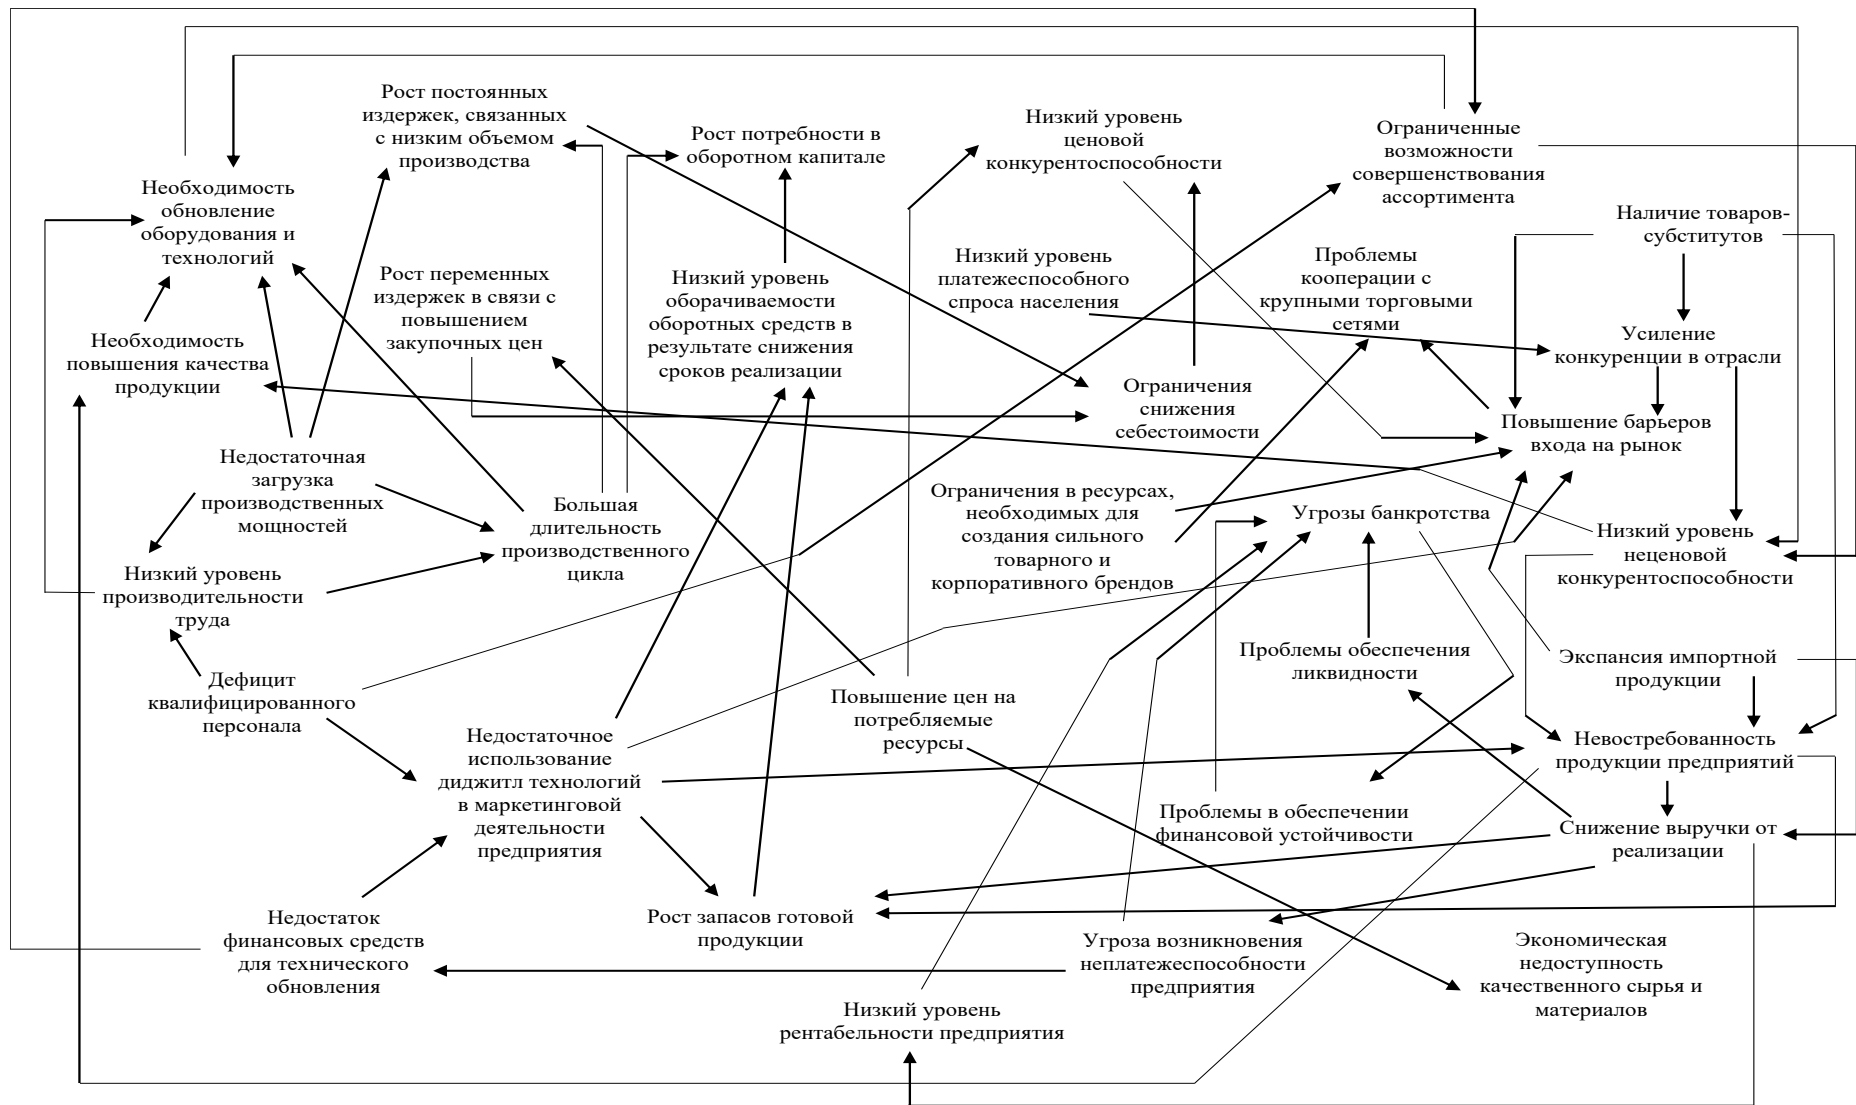 Рост постоянных
издержек, связанных
с низким объемом
производства
Рост потребности в
оборотном капитале
Низкий уровень
ценовой
конкурентоспособности
Ограниченные
возможности
совершенствования
ассортимента
Необходимость
обновление
оборудования и
технологий
Наличие товаров-
субститутов
Рост переменных
издержек в связи с
повышением
закупочных цен
Низкий уровень
оборачиваемости
оборотных средств в
результате снижения
сроков реализации
Низкий уровень
платежеспособного
спроса населения
Проблемы
кооперации с
крупными торговыми
сетями
Усиление
конкуренции в отрасли
Необходимость
повышения качества
продукции
Ограничения
снижения
себестоимости
Повышение барьеров
входа на рынок
Недостаточная
загрузка
производственных
мощностей
Большая
длительность
производственного
цикла
Ограничения в ресурсах,
необходимых для
создания сильного
товарного и
корпоративного брендов
Угрозы банкротства
Низкий уровень
неценовой
конкурентоспособности
Низкий уровень
производительности
труда
Проблемы обеспечения
ликвидности
Экспансия импортной
продукции
Дефицит
квалифицированного
персонала
Повышение цен на
потребляемые
ресурсы
Недостаточное
использование
диджитл технологий
в маркетинговой
деятельности
предприятия
Невостребованность
продукции предприятий
Проблемы в обеспечении
финансовой устойчивости
Снижение выручки от
реализации
Недостаток
финансовых средств
для технического
обновления
Рост запасов готовой
продукции
Угроза возникновения
неплатежеспособности
предприятия
Экономическая
недоступность
качественного сырья и
материалов
Низкий уровень
рентабельности предприятия